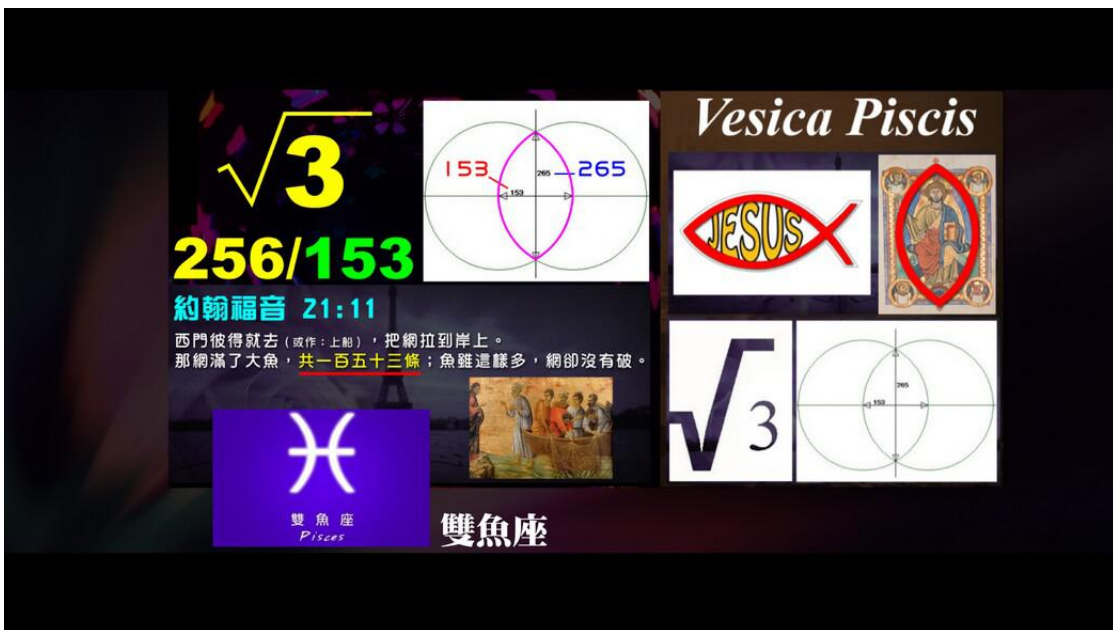 √3
256/153
153
265
265
153
約翰福音 21:11
西門彼得就去(或作:上船),把網拉到岸上。
那網滿了大魚,共一百五十三條;魚雖這樣多,網卻沒有破。
雙魚座
Pisces
雙魚座
Vesica Piscis
JESUS
√3
265
153